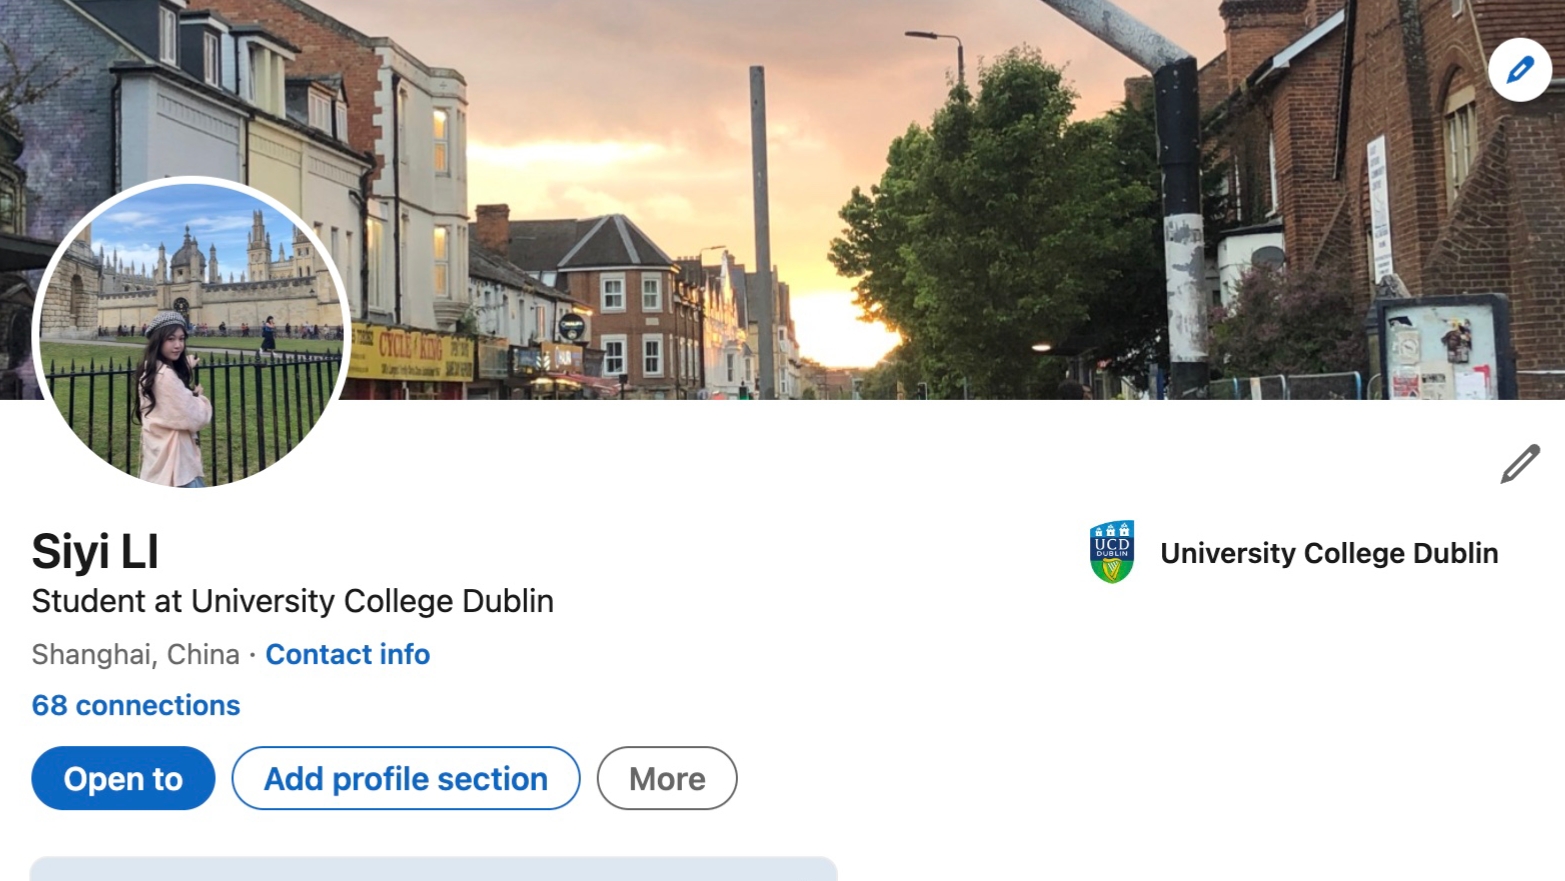 CYCLE KING
UCD
DUBLIN
University College Dublin
Siyi LI
Student at University College Dublin
Shanghai, China · Contact info
68 connections
Open to
Add profile section
More